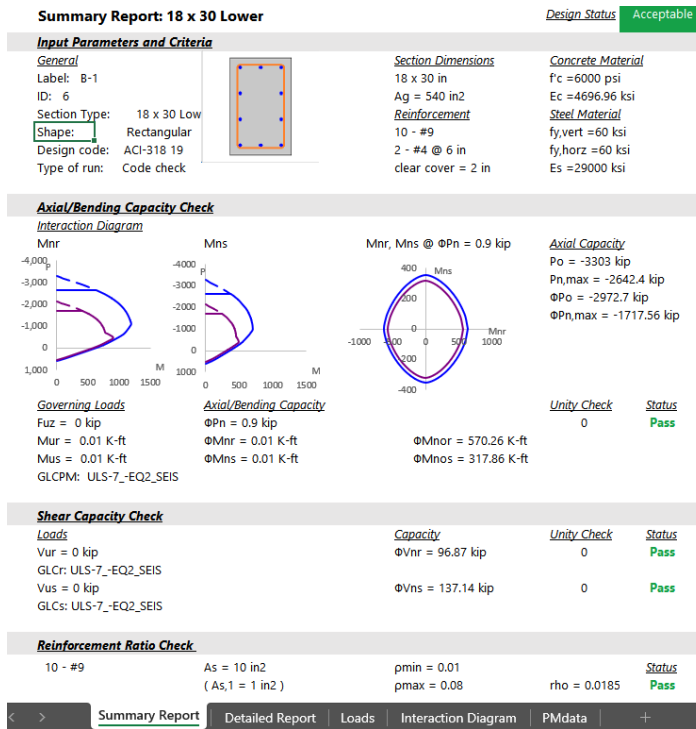 Summary Report: 18 x 30 Lower
Design Status Acceptable
Input Parameters and Criteria
General Section Dimensions Concrete Material
Label: B-1 18 x 30 in f'c =6000 psi
ID: 6 Ag = 540 in2 Ec =4696.96 ksi
Section Type: 18 x 30 Low Reinforcement Steel Material
Shape: Rectangular 10 - #9 fy,vert =60 ksi
Design code: ACI-318 19 2 - #4 @ 6 in fy,horz =60 ksi
Type of run: Code check clear cover = 2 in Es =29000 ksi
Axial/Bending Capacity Check
Interaction Diagram
Mnr Mns Mnr, Mns @ ΦPn = 0.9 kip Axial Capacity
Po = -3303 kip
Pn,max = -2642.4 kip
ΦPo = -2972.7 kip
ΦPn,max = -1717.56 kip
-4,000
P
-3,000
-2,000
-1,000
0
1,000
M
0 500 1000 1500
-4000
P
-3000
-2000
-1000
0
1000
M
0 500 1000 1500
400 Mns
200
Mnr
-1000 -500 0 500 1000
-200
-400
Governing Loads Axial/Bending Capacity Unity Check Status
Fuz = 0 kip ΦPn = 0.9 kip 0 Pass
Mur = 0.01 K-ft ΦMnr = 0.01 K-ft ΦMnor = 570.26 K-ft
Mus = 0.01 K-ft ΦMns = 0.01 K-ft ΦMnos = 317.86 K-ft
GLCPM: ULS-7_-EQ2_SEIS
Shear Capacity Check
Loads Capacity Unity Check Status
Vur = 0 kip ΦVnr = 96.87 kip 0 Pass
GLCr: ULS-7_-EQ2_SEIS
Vus = 0 kip ΦVns = 137.14 kip 0 Pass
GLCs: ULS-7_-EQ2_SEIS
Reinforcement Ratio Check
10 - #9 As = 10 in2 ρmin = 0.01 Status
( As,1 = 1 in2 ) ρmax = 0.08 rho = 0.0185 Pass
Summary Report Detailed Report Loads Interaction Diagram PMdata